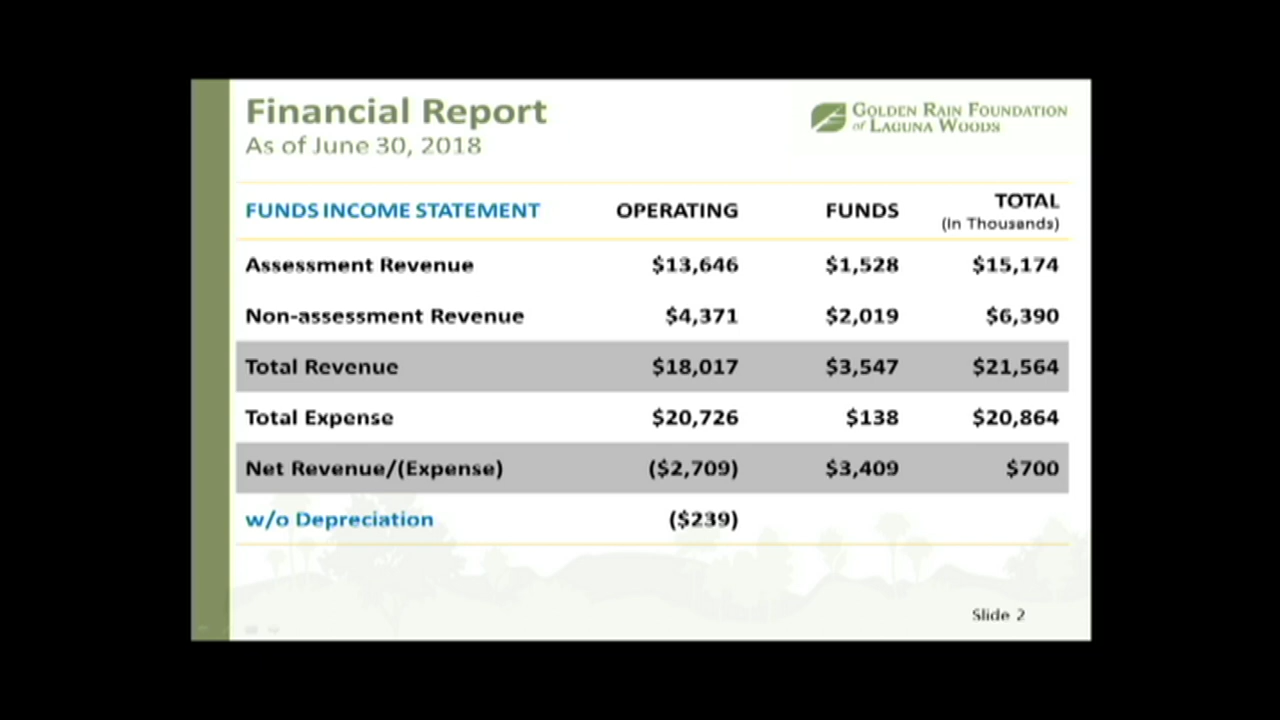 Financial Report
As of June 30, 2018
GOLDEN RAIN FOUNDATION
of LAGUNA WOODS
FUNDS INCOME STATEMENT OPERATING FUNDS TOTAL
(In Thousands)
Assessment Revenue $13,646 $1,528 $15,174
Non-assessment Revenue $4,371 $2,019 $6,390
Total Revenue $18,017 $3,547 $21,564
Total Expense $20,726 $138 $20,864
Net Revenue/(Expense) ($2,709) $3,409 $700
w/o Depreciation ($239)
Slide 2